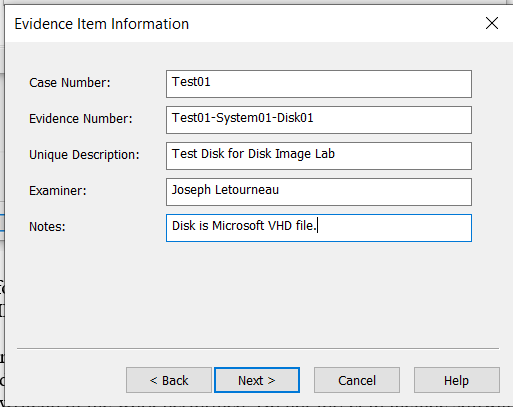 Evidence Item Information
Case Number: Test01
Evidence Number: Test01-System01-Disk01
Unique Description: Test Disk for Disk Image Lab
Examiner: Joseph Letourneau
Notes: Disk is Microsoft VHD file.
< Back Next > Cancel Help